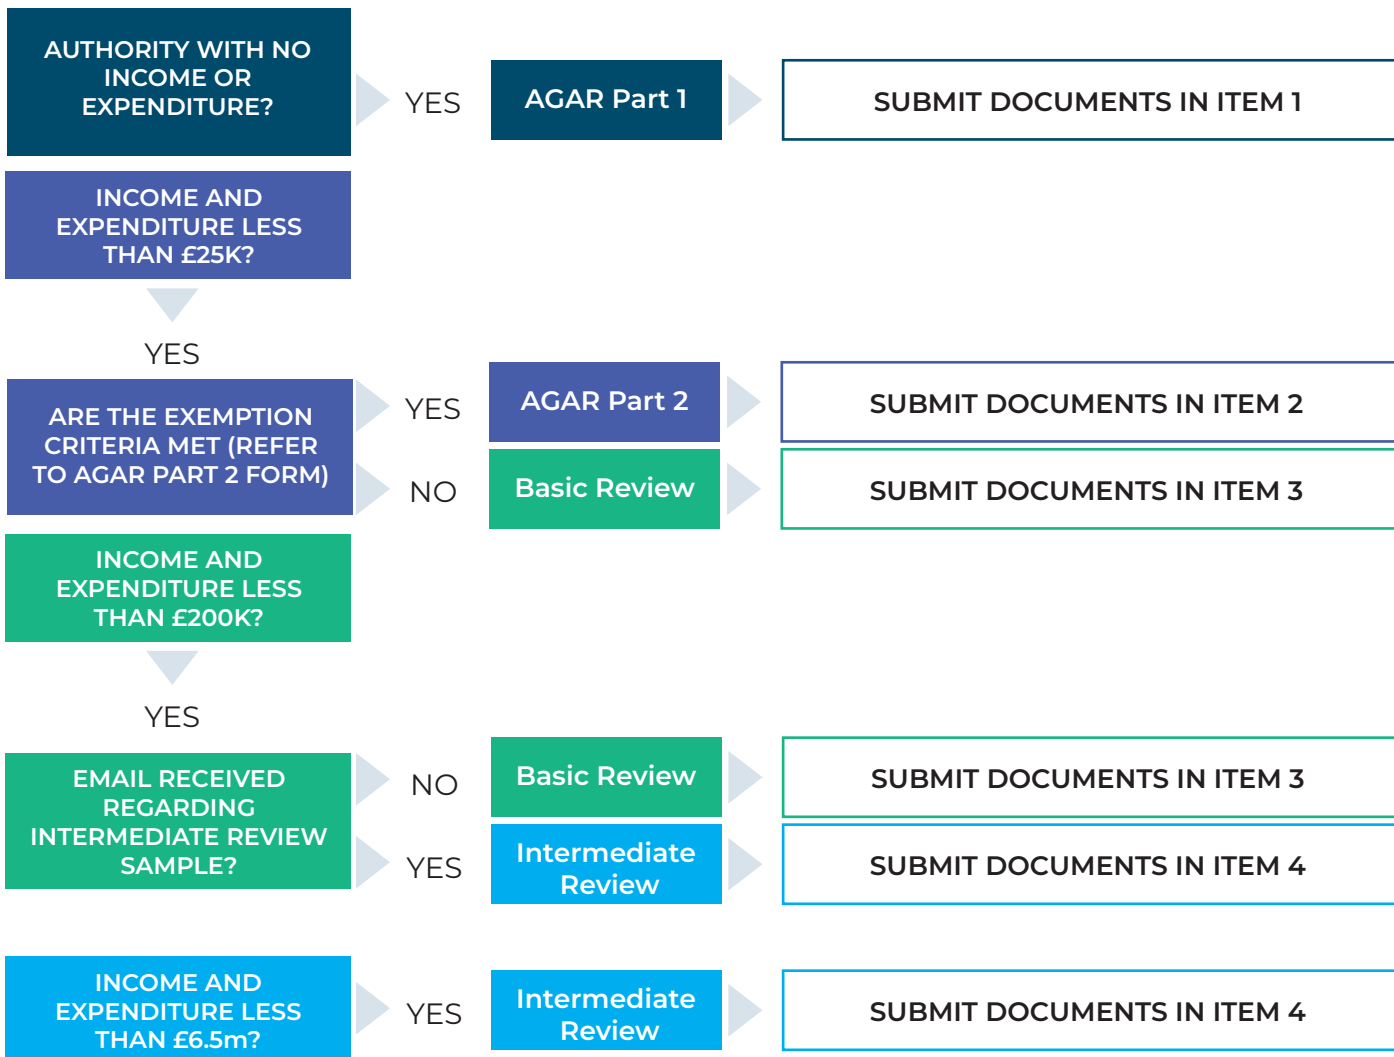 AUTHORITY WITH NO
INCOME OR
EXPENDITURE?
YES
AGAR Part 1
SUBMIT DOCUMENTS IN ITEM 1
INCOME AND
EXPENDITURE LESS
THAN £25K?
YES
ARE THE EXEMPTION
CRITERIA MET (REFER
TO AGAR PART 2 FORM)
YES
AGAR Part 2
SUBMIT DOCUMENTS IN ITEM 2
NO
Basic Review
SUBMIT DOCUMENTS IN ITEM 3
INCOME AND
EXPENDITURE LESS
THAN £200K?
YES
EMAIL RECEIVED
REGARDING
INTERMEDIATE REVIEW
SAMPLE?
NO
Basic Review
SUBMIT DOCUMENTS IN ITEM 3
YES
Intermediate
Review
SUBMIT DOCUMENTS IN ITEM 4
INCOME AND
EXPENDITURE LESS
THAN £6.5m?
YES
Intermediate
Review
SUBMIT DOCUMENTS IN ITEM 4